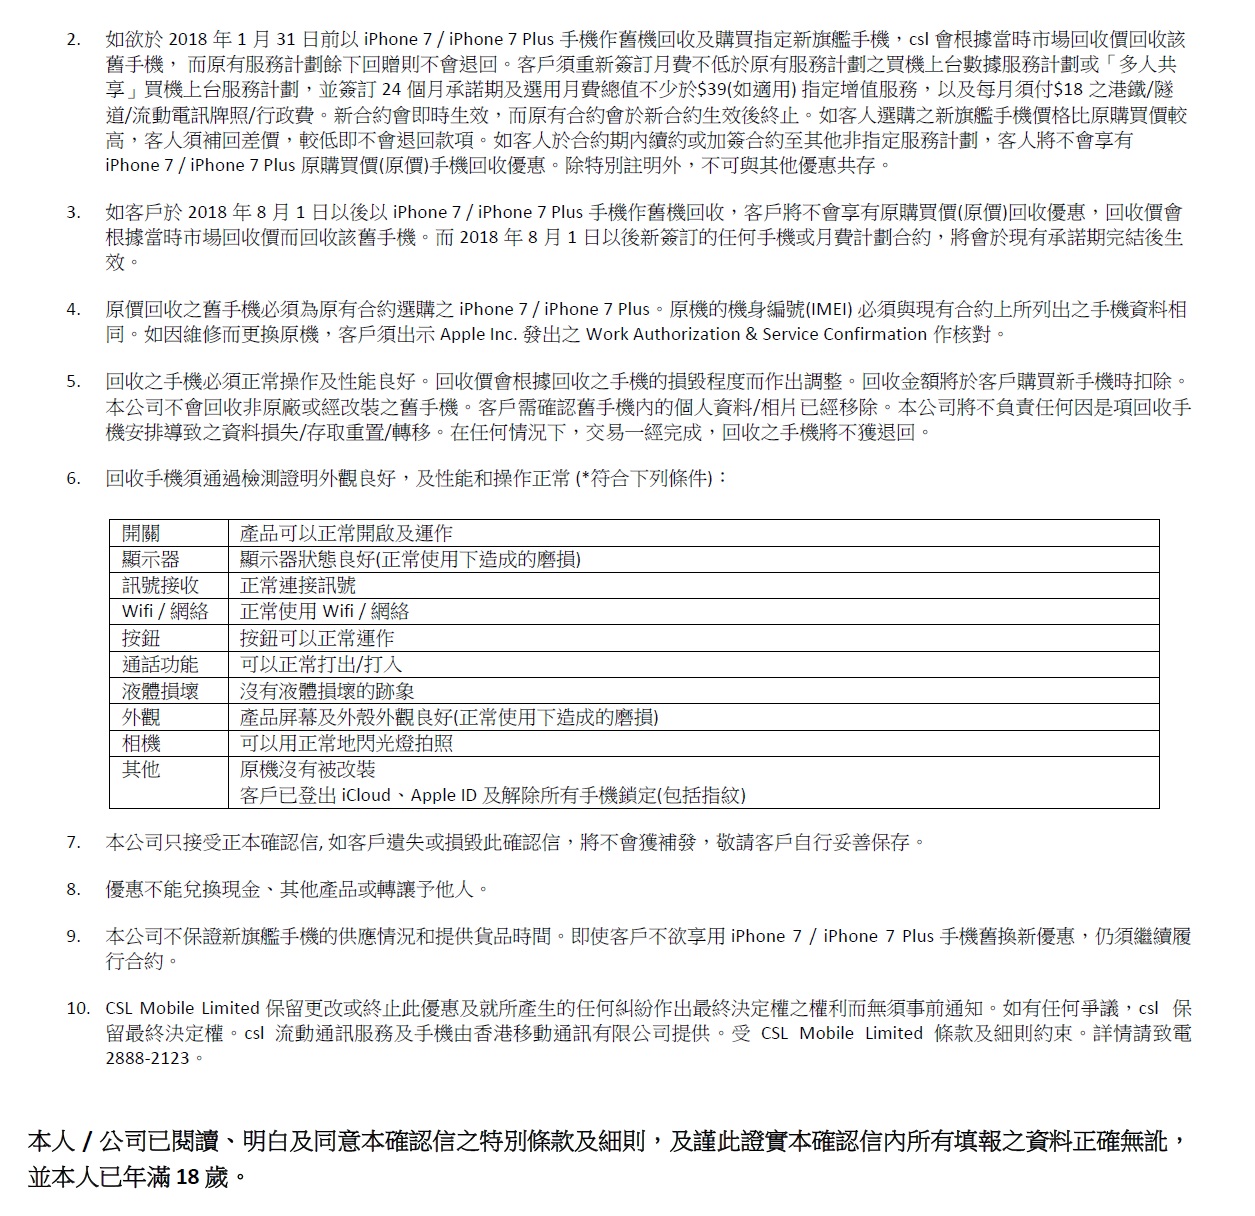 2. 如欲於 2018 年 1 月 31 日前以 iPhone 7 / iPhone 7 Plus 手機作舊機回收及購買指定新旗艦手機，csl 會根據當時市場回收價回收該
舊手機， 而原有服務計劃餘下回贈則不會退回。客戶須重新簽訂月費不低於原有服務計劃之買機上台數據服務計劃或「多人共
享」買機上台服務計劃，並簽訂 24 個月承諾期及選用月費總值不少於$39(如適用) 指定增值服務，以及每月須付$18 之港鐵/隧
道/流動電訊牌照/行政費。新合約會即時生效，而原有合約會於新合約生效後終止。如客人選購之新旗艦手機價格比原購買價較
高，客人須補回差價，較低即不會退回款項。如客人於合約期內續約或加簽合約至其他非指定服務計劃，客人將不會享有
iPhone 7 / iPhone 7 Plus 原購買價(原價)手機回收優惠。除特別註明外，不可與其他優惠共存。
3. 如客戶於 2018 年 8 月 1 日以後以 iPhone 7 / iPhone 7 Plus 手機作舊機回收，客戶將不會享有原購買價(原價)回收優惠，回收價會
根據當時市場回收價而回收該舊手機。而 2018 年 8 月 1 日以後新簽訂的任何手機或月費計劃合約，將會於現有承諾期完結後生
效。
4. 原價回收之舊手機必須為原有合約選購之 iPhone 7 / iPhone 7 Plus。原機的機身編號(IMEI) 必須與現有合約上所列出之手機資料相
同。如因維修而更換原機，客戶須出示 Apple Inc. 發出之 Work Authorization & Service Confirmation 作核對。
5. 回收之手機必須正常操作及性能良好。回收價會根據回收之手機的損毀程度而作出調整。回收金額將於客戶購買新手機時扣除。
本公司不會回收非原廠或經改裝之舊手機。客戶需確認舊手機內的個人資料/相片已經移除。本公司將不負責任何因是項回收手
機安排導致之資料損失/存取重置/轉移。在任何情況下，交易一經完成，回收之手機將不獲退回。
6. 回收手機須通過檢測證明外觀良好，及性能和操作正常 (*符合下列條件)：
開關 產品可以正常開啟及運作
顯示器 顯示器狀態良好(正常使用下造成的磨損)
訊號接收 正常連接訊號
Wifi / 網絡 正常使用 Wifi / 網絡
按鈕 按鈕可以正常運作
通話功能 可以正常打出/打入
液體損壞 沒有液體損壞的跡象
外觀 產品屏幕及外殼外觀良好(正常使用下造成的磨損)
相機 可以用正常地閃光燈拍照
其他 原機沒有被改裝
客戶已登出 iCloud、Apple ID 及解除所有手機鎖定(包括指紋)
7. 本公司只接受正本確認信, 如客戶遺失或損毀此確認信，將不會獲補發，敬請客戶自行妥善保存。
8. 優惠不能兌換現金、其他產品或轉讓予他人。
9. 本公司不保證新旗艦手機的供應情況和提供貨品時間。即使客戶不欲享用 iPhone 7 / iPhone 7 Plus 手機舊換新優惠，仍須繼續履
行合約。
10. CSL Mobile Limited 保留更改或終止此優惠及就所產生的任何糾紛作出最終決定權之權利而無須事前通知。如有任何爭議，csl 保
留最終決定權。csl 流動通訊服務及手機由香港移動通訊有限公司提供。受 CSL Mobile Limited 條款及細則約束。詳情請致電
2888-2123。
本人 / 公司已閱讀、明白及同意本確認信之特別條款及細則，及謹此證實本確認信內所有填報之資料正確無訛，
並本人已年滿 18 歲。